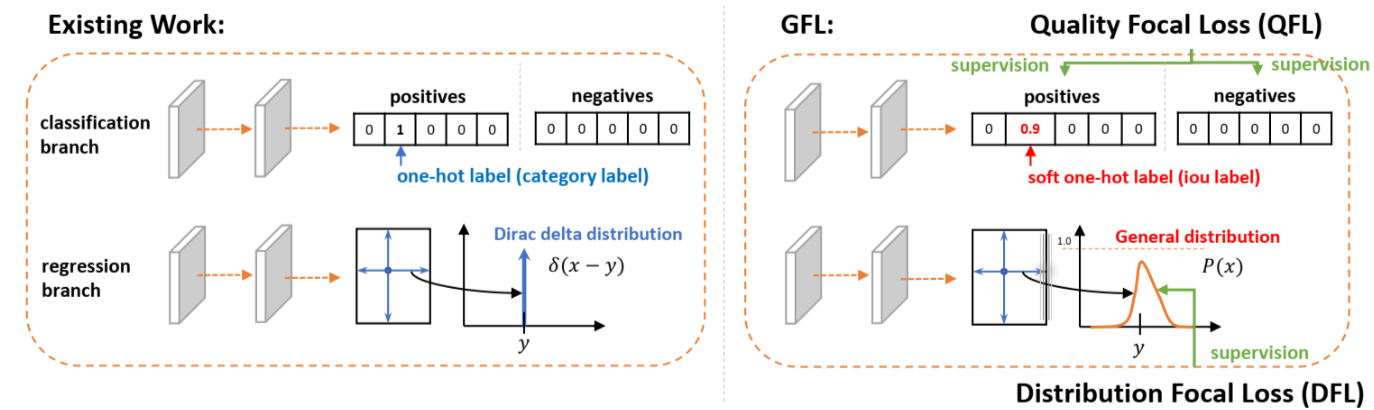 Existing Work:
classification
branch
positives
negatives
0 1 0 0 0
0 0 0 0 0
one-hot label (category label)
regression
branch
Dirac delta distribution
δ(x − y)
y
GFL:
Quality Focal Loss (QFL)
supervision
supervision
positives
negatives
0 0.9 0 0 0
0 0 0 0 0
soft one-hot label (iou label)
1.0
General distribution
P(x)
y
supervision
Distribution Focal Loss (DFL)